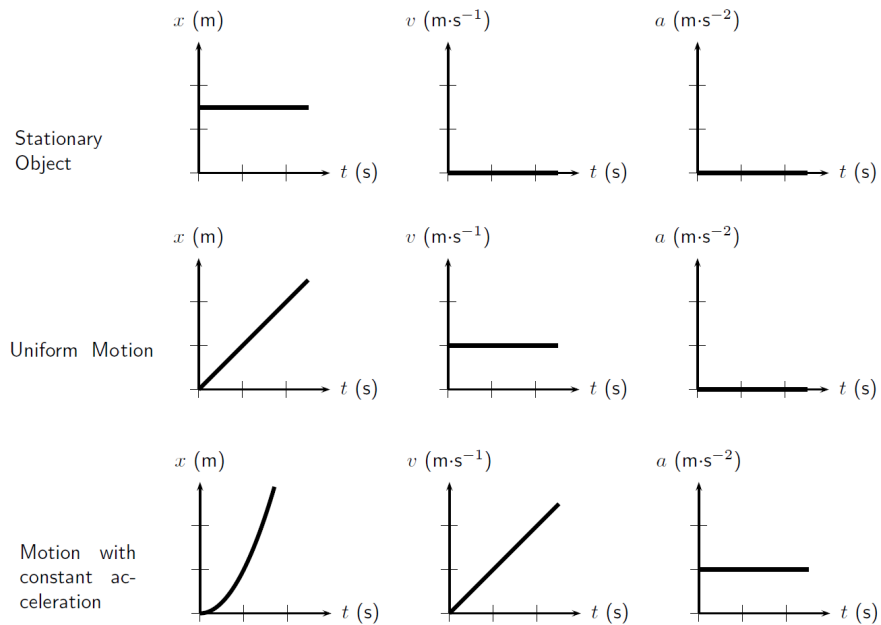 x (m)
v (m·s⁻¹)
a (m·s⁻²)
Stationary
Object
t (s)
t (s)
t (s)
x (m)
v (m·s⁻¹)
a (m·s⁻²)
Uniform Motion
t (s)
t (s)
t (s)
x (m)
v (m·s⁻¹)
a (m·s⁻²)
Motion with
constant ac-
celeration
t (s)
t (s)
t (s)